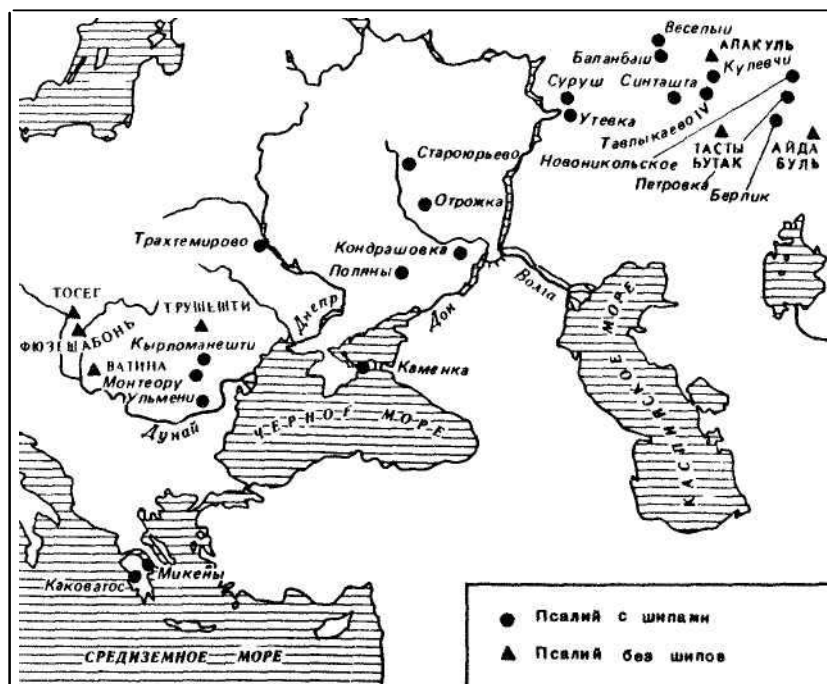 Веселый
Баланбаш
АЛАКУЛЬ
Кулевчи
Суруш
Синташта
Утевка
Тавлыкаево IV
Новоникольское
ТАСТЫ
БУТАК
АЙДА
БУЛЬ
Петровка
Берлик
Староюрьево
Отрожка
Трахтемирово
Кондрашовка
Поляны
Волга
Дон
Днепр
ТОСЕГ
ФЮЗЕШАБОНЬ
ТРУШЕШТИ
Кырломанешти
ВАТИНА
Монтеору
Ульмени
Дунай
Каменка
ЧЕРНОЕ МОРЕ
КАСПИЙСКОЕ МОРЕ
Микены
Каковатос
СРЕДИЗЕМНОЕ МОРЕ
Псалий с шипами
Псалий без шипов